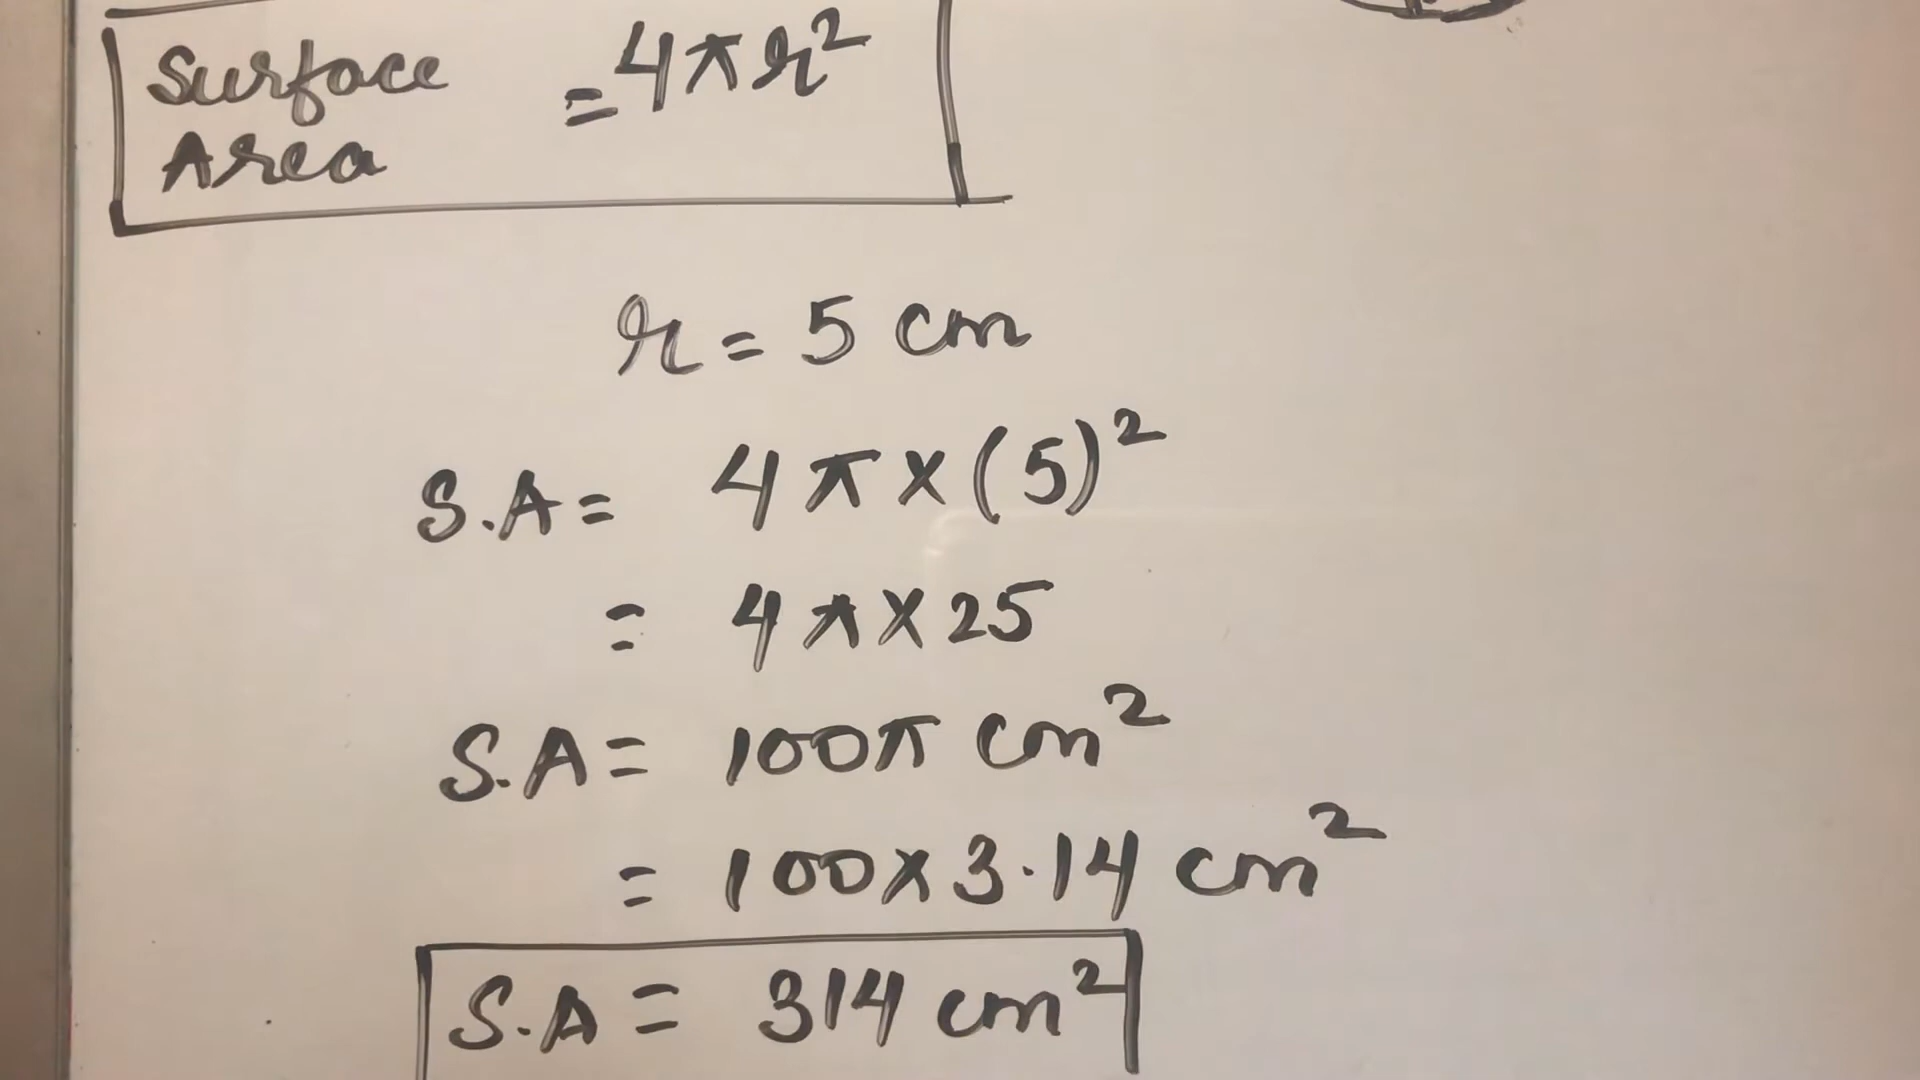 Surface = 4πr²
Area
r = 5 cm
S.A = 4π×(5)²
= 4π×25
S.A = 100π cm²
= 100×3.14 cm²
S.A = 314 cm²